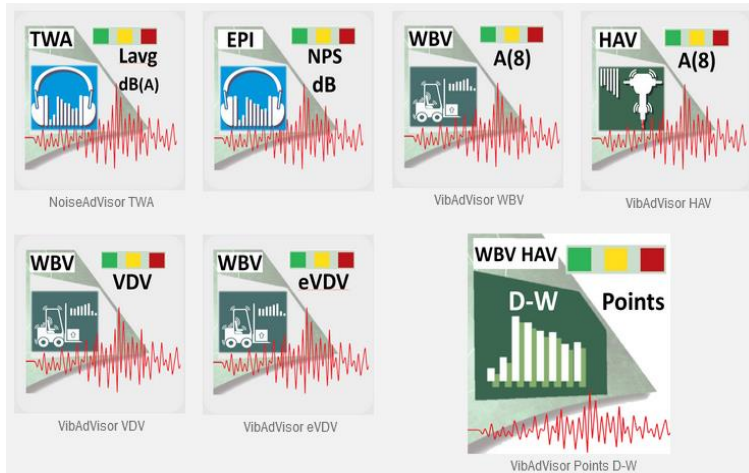 TWA
Lavg
dB(A)
NoiseAdVisor TWA
EPI
NPS
dB
WBV
A(8)
VibAdVisor WBV
HAV
A(8)
VibAdVisor HAV
WBV
VDV
VibAdVisor VDV
WBV
eVDV
VibAdVisor eVDV
WBV HAV
D-W
Points
VibAdVisor Points D-W